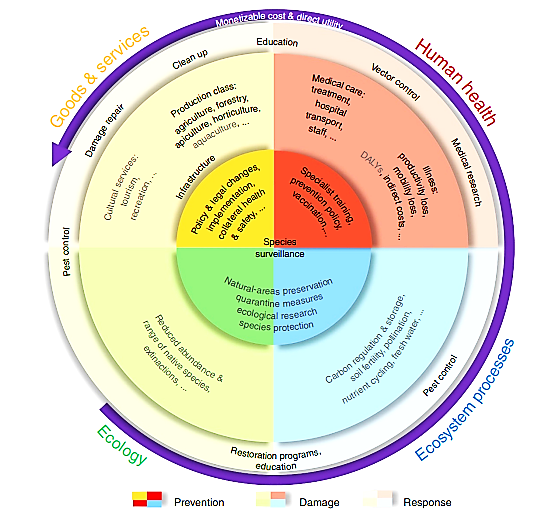 Monetizable cost & direct utility
Goods & services
Human health
Education
Clean up
Vector control
Damage repair
Medical research
Production class:
agriculture, forestry,
apiculture, horticulture,
aquaculture, ...
Medical care:
treatment,
hospital
transport,
staff, ...
Cultural services:
tourism,
recreation, ...
Infrastructure
Illness:
productivity loss,
mobility loss,
DALYs, indirect costs, ...
Policy & legal changes,
implementation,
collateral health
& safety, ...
Specialist training,
prevention policy,
vaccination,...
Species
surveillance
Pest control
Natural-areas preservation
quarantine measures
ecological research
species protection
Reduced abundance &
range of native species,
extinctions, ...
Carbon regulation & storage,
soil fertility, pollination,
nutrient cycling, fresh water, ...
Pest control
Ecology
Ecosystem processes
Restoration programs,
education
Prevention
Damage
Response